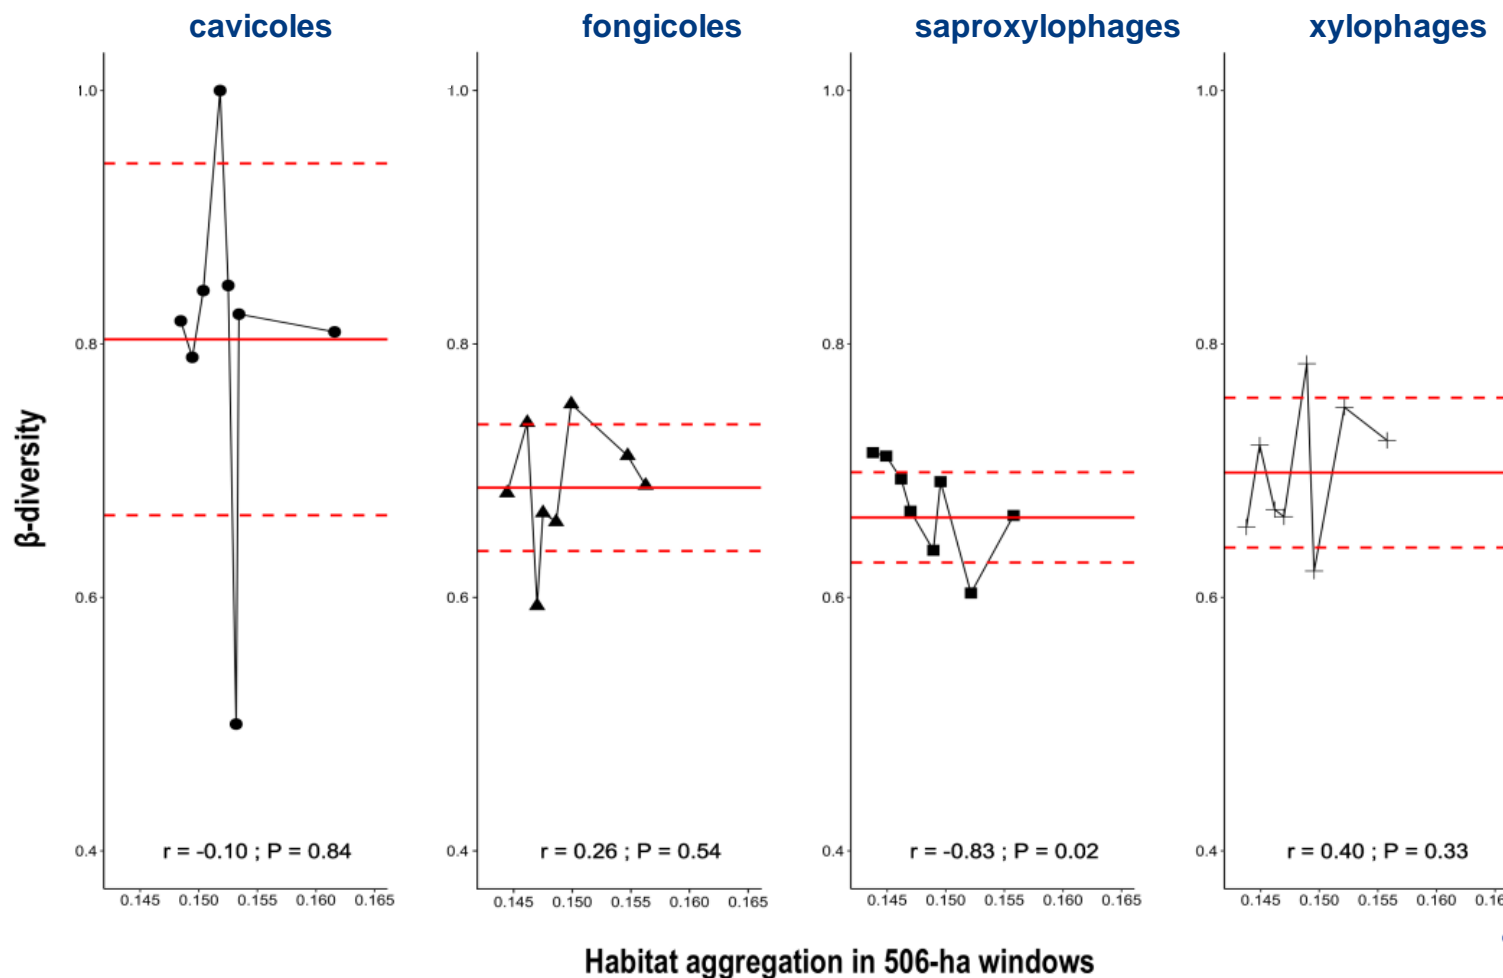 cavicoles fongicoles saproxylophages xylophages
1.0 1.0 1.0 1.0
0.8 0.8 0.8 0.8
β-diversity
0.6 0.6 0.6 0.6
0.4 0.4 0.4 0.4
r = -0.10 ; P = 0.84 r = 0.26 ; P = 0.54 r = -0.83 ; P = 0.02 r = 0.40 ; P = 0.33
0.145 0.150 0.155 0.160 0.165 0.145 0.150 0.155 0.160 0.165 0.145 0.150 0.155 0.160 0.165 0.145 0.150 0.155 0.160
Habitat aggregation in 506-ha windows